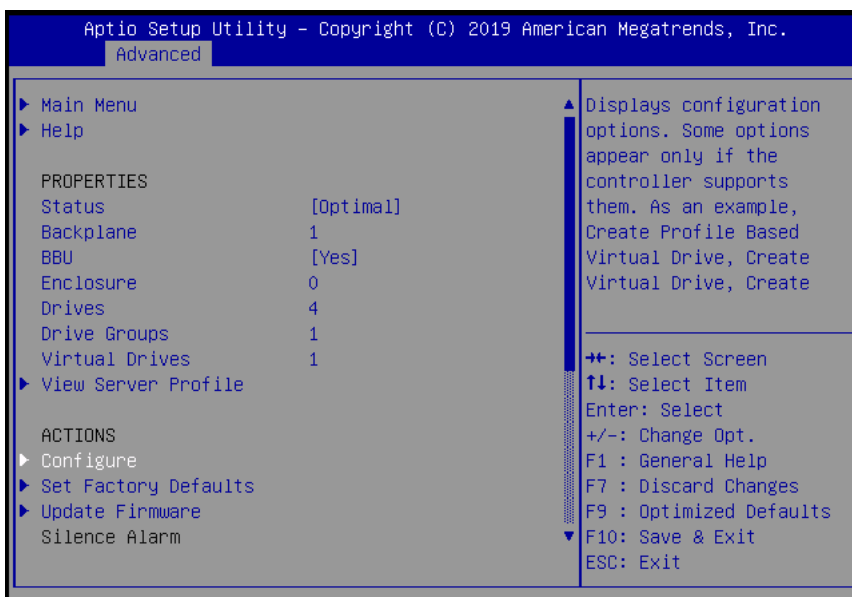 Aptio Setup Utility – Copyright (C) 2019 American Megatrends, Inc.
Advanced
Main Menu
Help
PROPERTIES
Status [Optimal]
Backplane 1
BBU [Yes]
Enclosure 0
Drives 4
Drive Groups 1
Virtual Drives 1
View Server Profile
ACTIONS
Configure
Set Factory Defaults
Update Firmware
Silence Alarm
Displays configuration
options. Some options
appear only if the
controller supports
them. As an example,
Create Profile Based
Virtual Drive, Create
Virtual Drive, Create
→←: Select Screen
↑↓: Select Item
Enter: Select
+/-: Change Opt.
F1 : General Help
F7 : Discard Changes
F9 : Optimized Defaults
F10: Save & Exit
ESC: Exit